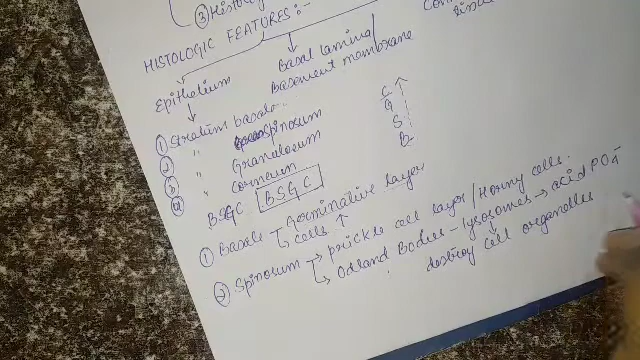 ③ Histolog
HISTOLOGIC FEATURES:-
Epithelium
Basal lamina/
Basement membrane
① Stratum basale
② " Spinosum
③ " Granulosum
④ " Corneum
C
G
S
B
BSGC BSGC
① Basale → Germinative layer
→ cells ↑
② Spinosum → prickle cell layer / Horny cells.
→ Odland Bodies - lysosomes → acid PO4-
destroy cell organelles